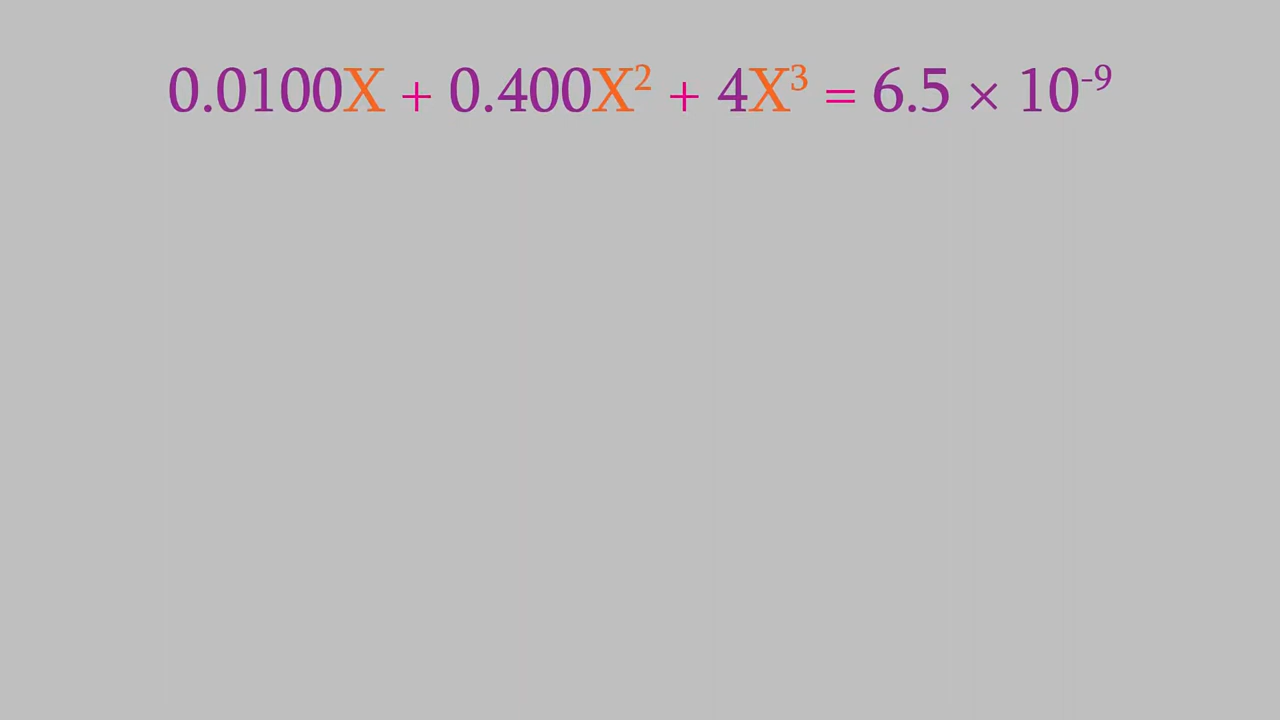 0.0100X + 0.400X² + 4X³ = 6.5 × 10⁻⁹